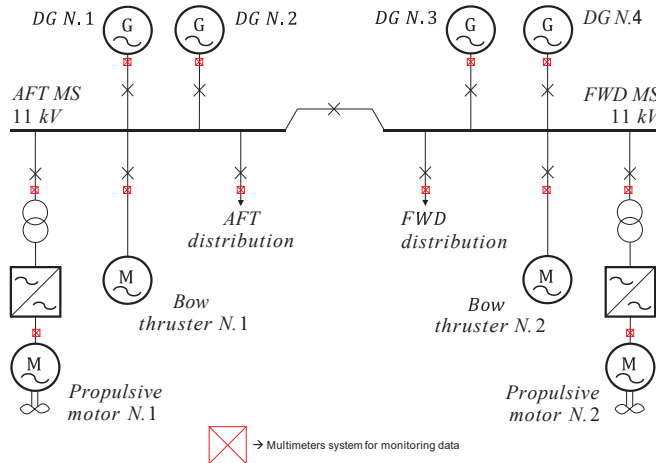 DG N.1
G
G
DG N.2
DG N.3
G
G
DG N.4
AFT MS
11 kV
FWD MS
11 kV
AFT
distribution
FWD
distribution
M
Bow
thruster N.1
M
Bow
thruster N.2
M
Propulsive
motor N.1
M
Propulsive
motor N.2
→ Multimeters system for monitoring data